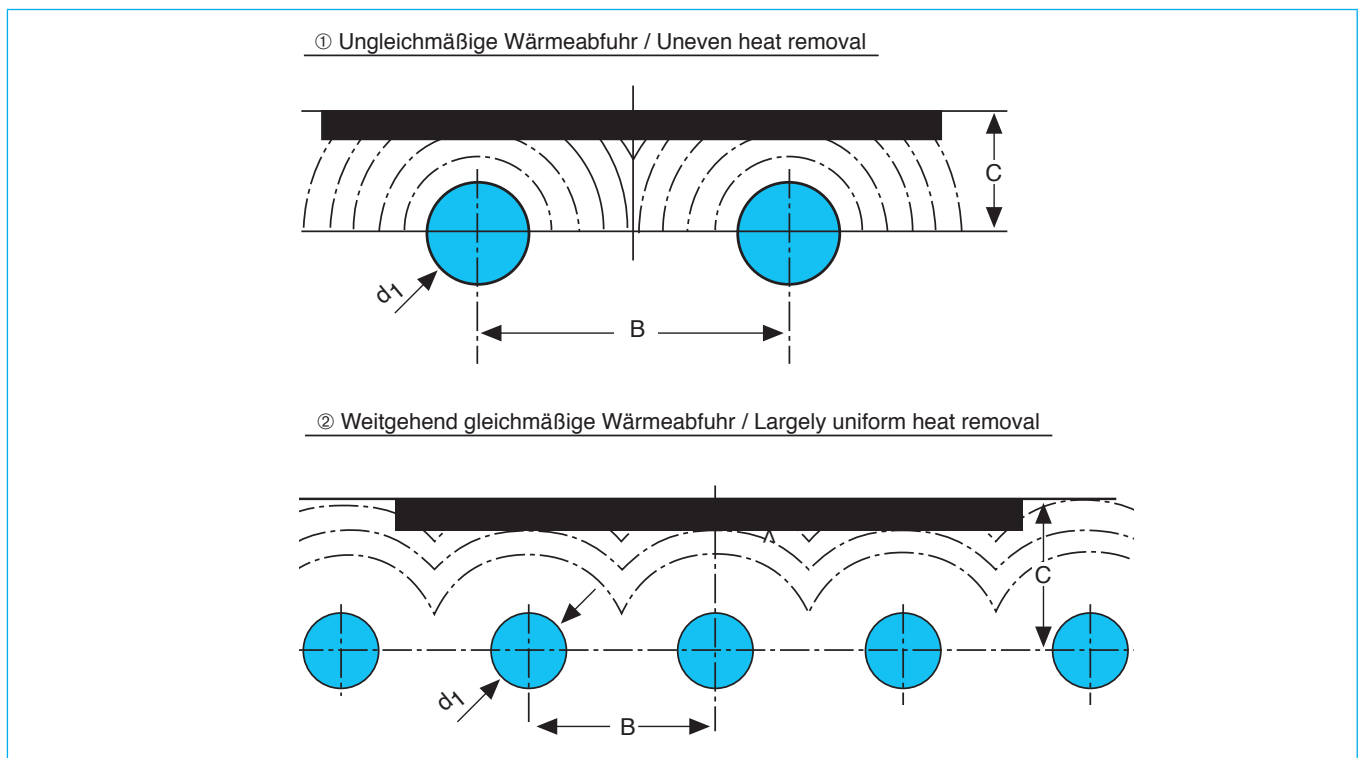 ① Ungleichmäßige Wärmeabfuhr / Uneven heat removal
C
d1
B
② Weitgehend gleichmäßige Wärmeabfuhr / Largely uniform heat removal
C
d1
B